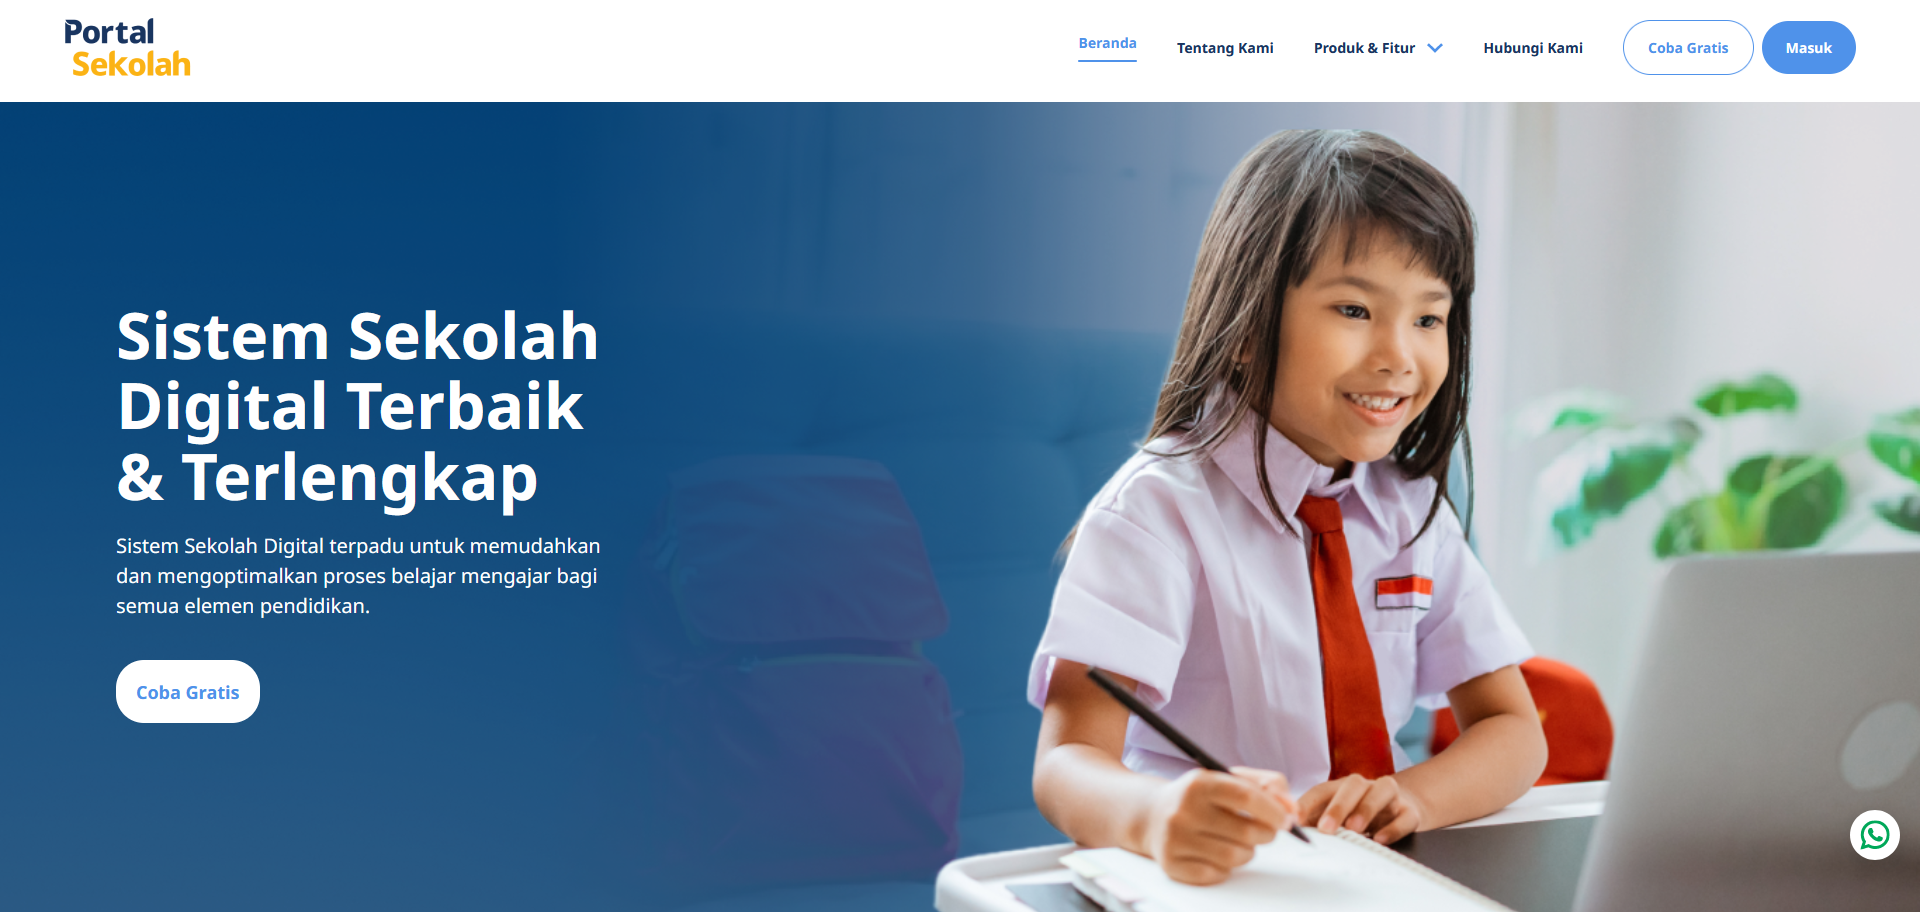 Portal
Sekolah
Beranda
Tentang Kami
Produk & Fitur
Hubungi Kami
Coba Gratis
Masuk
Sistem Sekolah
Digital Terbaik
& Terlengkap
Sistem Sekolah Digital terpadu untuk memudahkan
dan mengoptimalkan proses belajar mengajar bagi
semua elemen pendidikan.
Coba Gratis